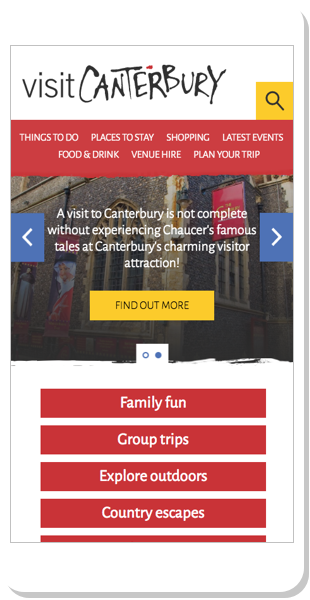 visit CANTERBURY
THINGS TO DO PLACES TO STAY SHOPPING LATEST EVENTS
FOOD & DRINK VENUE HIRE PLAN YOUR TRIP
A visit to Canterbury is not complete
without experiencing Chaucer's famous
tales at Canterbury's charming visitor
attraction!
FIND OUT MORE
Family fun
Group trips
Explore outdoors
Country escapes